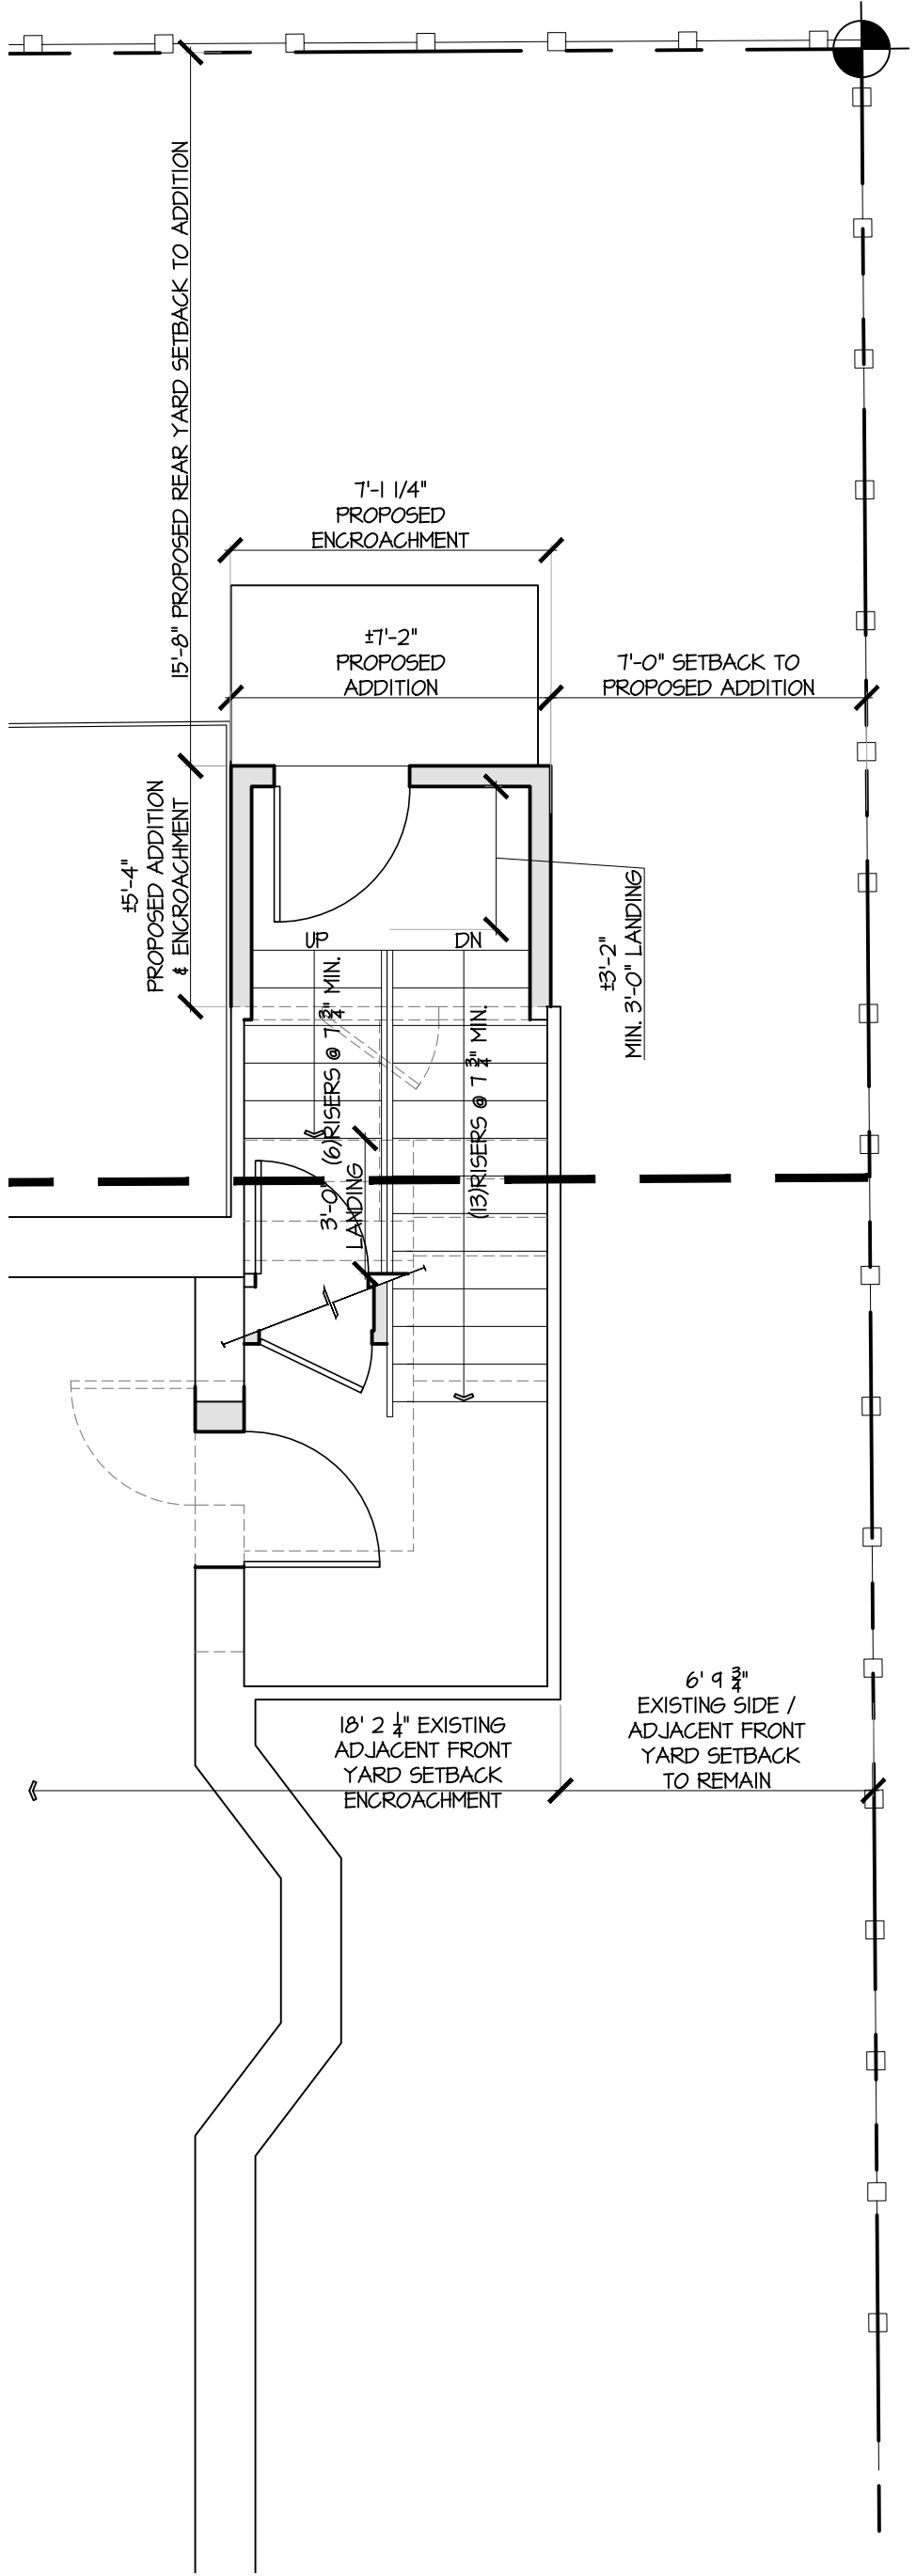 15'-8" PROPOSED REAR YARD SETBACK TO ADDITION
7'-1 1/4"
PROPOSED
ENCROACHMENT
±7'-2"
PROPOSED
ADDITION
7'-0" SETBACK TO
PROPOSED ADDITION
±5'-4"
PROPOSED ADDITION
& ENCROACHMENT
±3'-2"
MIN. 3'-0" LANDING
UP
DN
(6)RISERS @ 7 3/4" MIN.
(13)RISERS @ 7 3/4" MIN.
3'-0"
LANDING
18' 2 1/4" EXISTING
ADJACENT FRONT
YARD SETBACK
ENCROACHMENT
6' 9 3/4"
EXISTING SIDE /
ADJACENT FRONT
YARD SETBACK
TO REMAIN